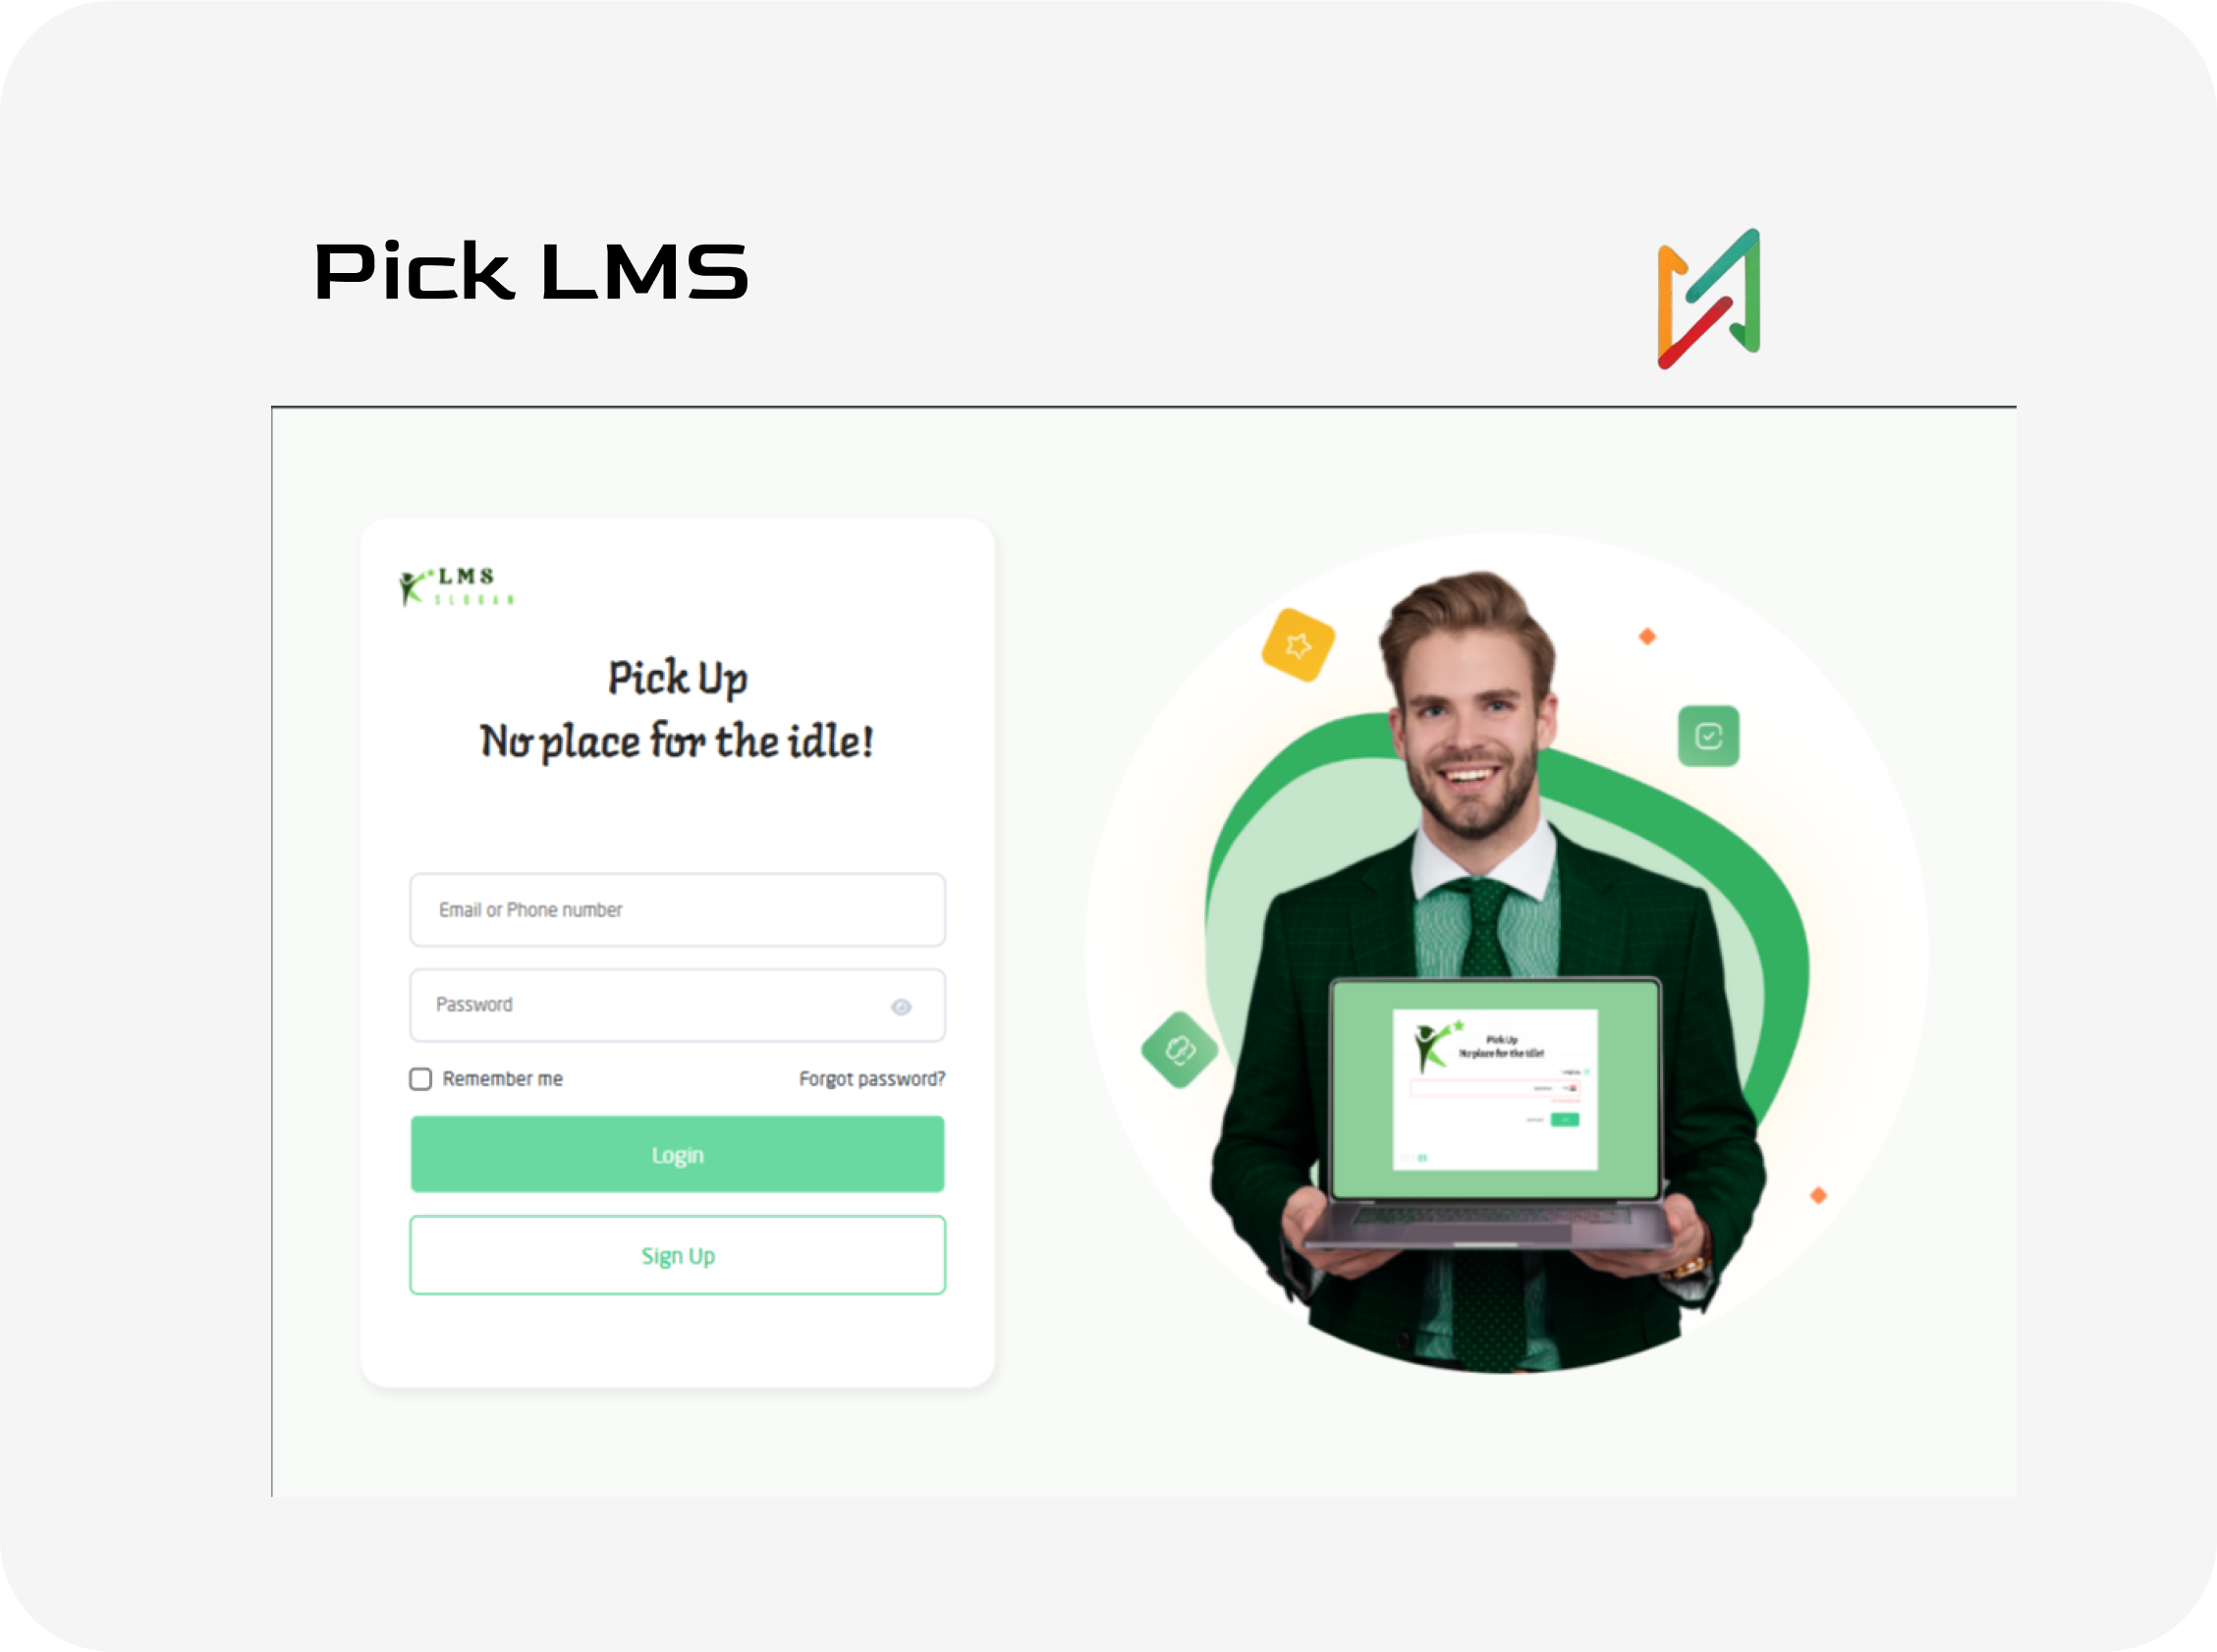 Pick LMS
LMS
SLOGAN
Pick Up
No place for the idle!
Email or Phone number
Password
Remember me
Forgot password?
Login
Sign Up
Pick Up
No place for the idle!